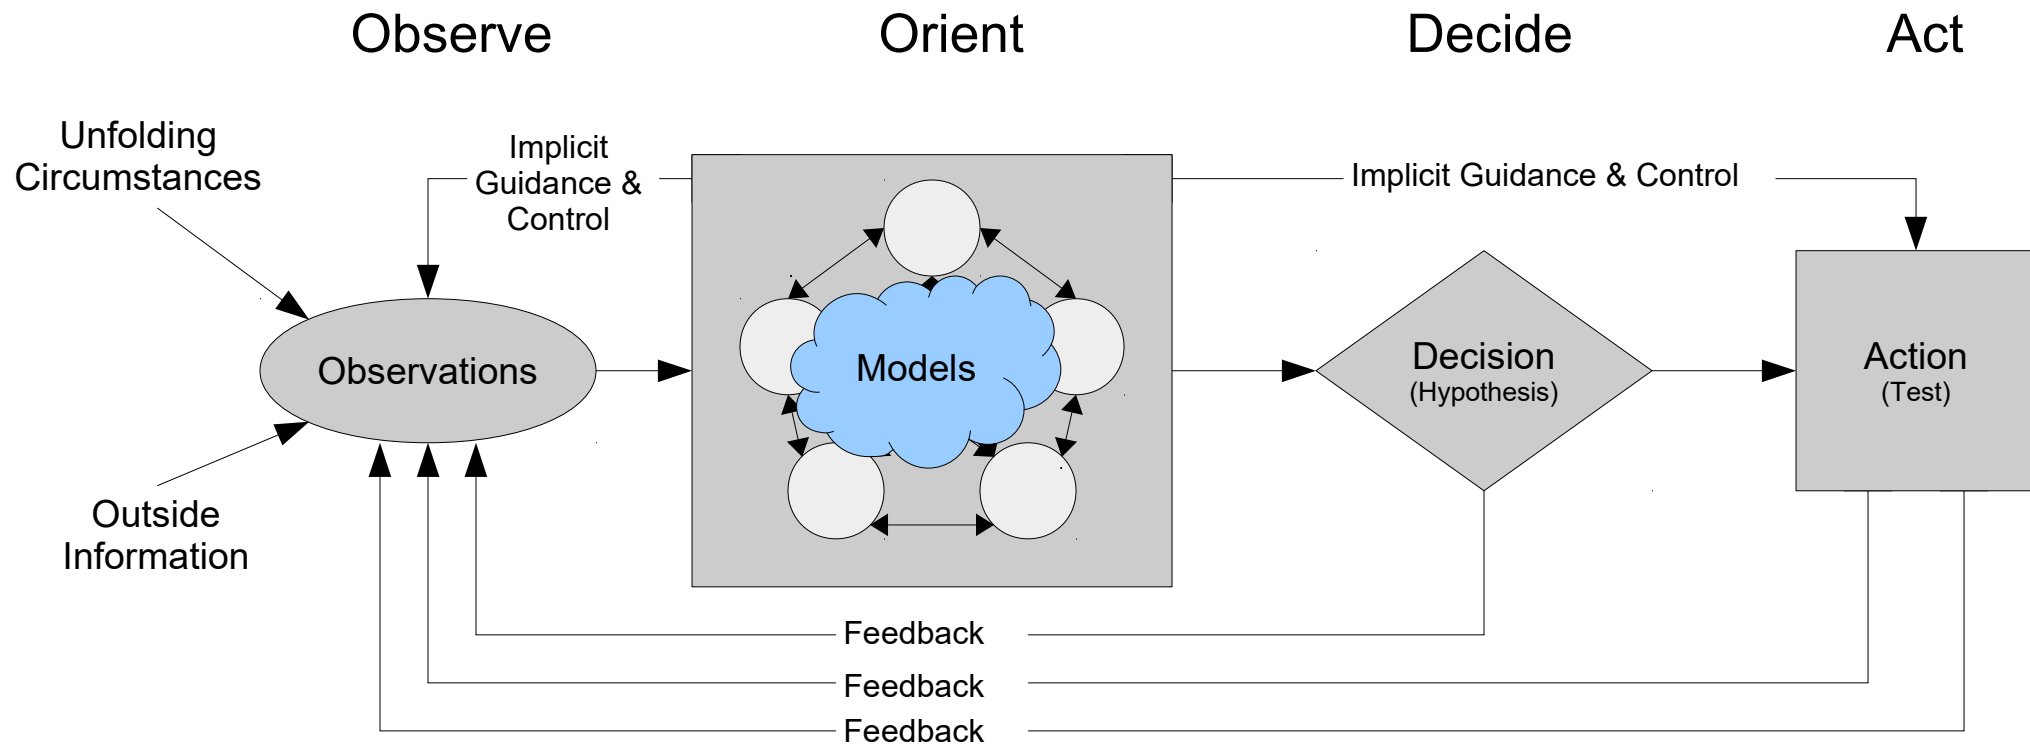 Observe
Orient
Decide
Act
Unfolding
Circumstances
Implicit
Guidance &
Control
Implicit Guidance & Control
Observations
Models
Decision
(Hypothesis)
Action
(Test)
Outside
Information
Feedback
Feedback
Feedback